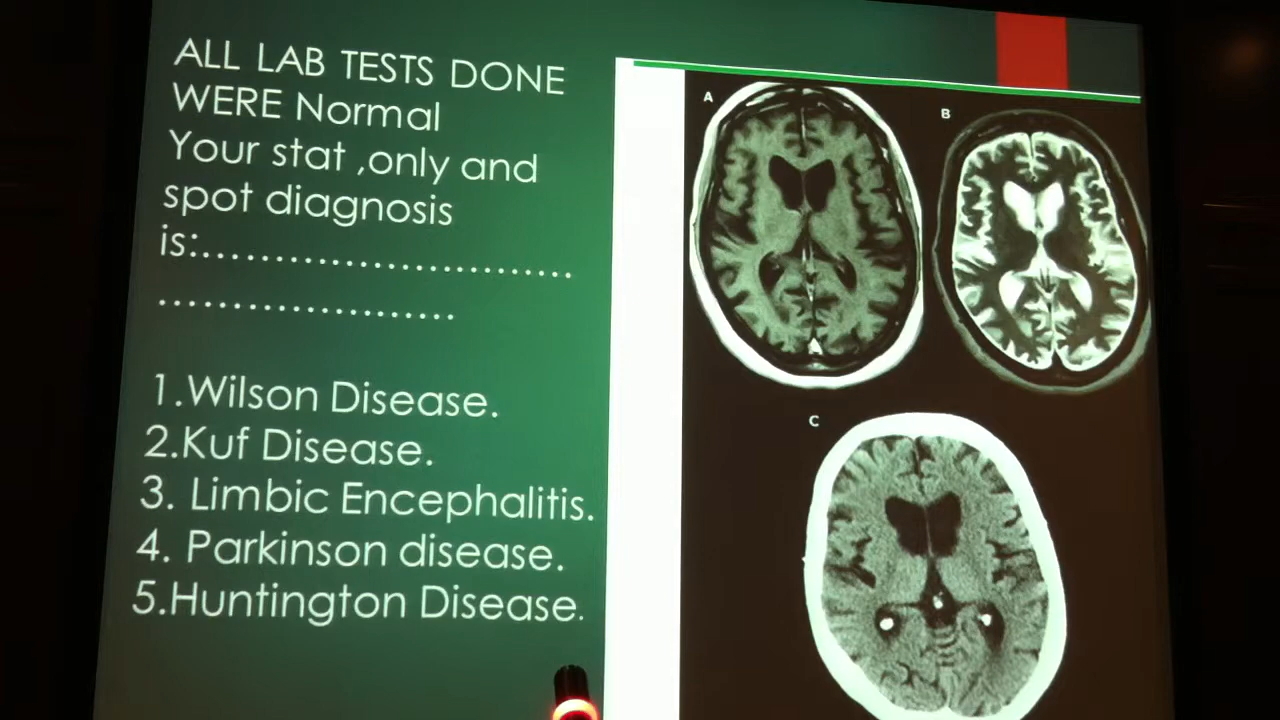 ALL LAB TESTS DONE
WERE Normal
Your stat ,only and
spot diagnosis
is:..........................
....................
1.Wilson Disease.
2.Kuf Disease.
3. Limbic Encephalitis.
4. Parkinson disease.
5.Huntington Disease.
A
B
C